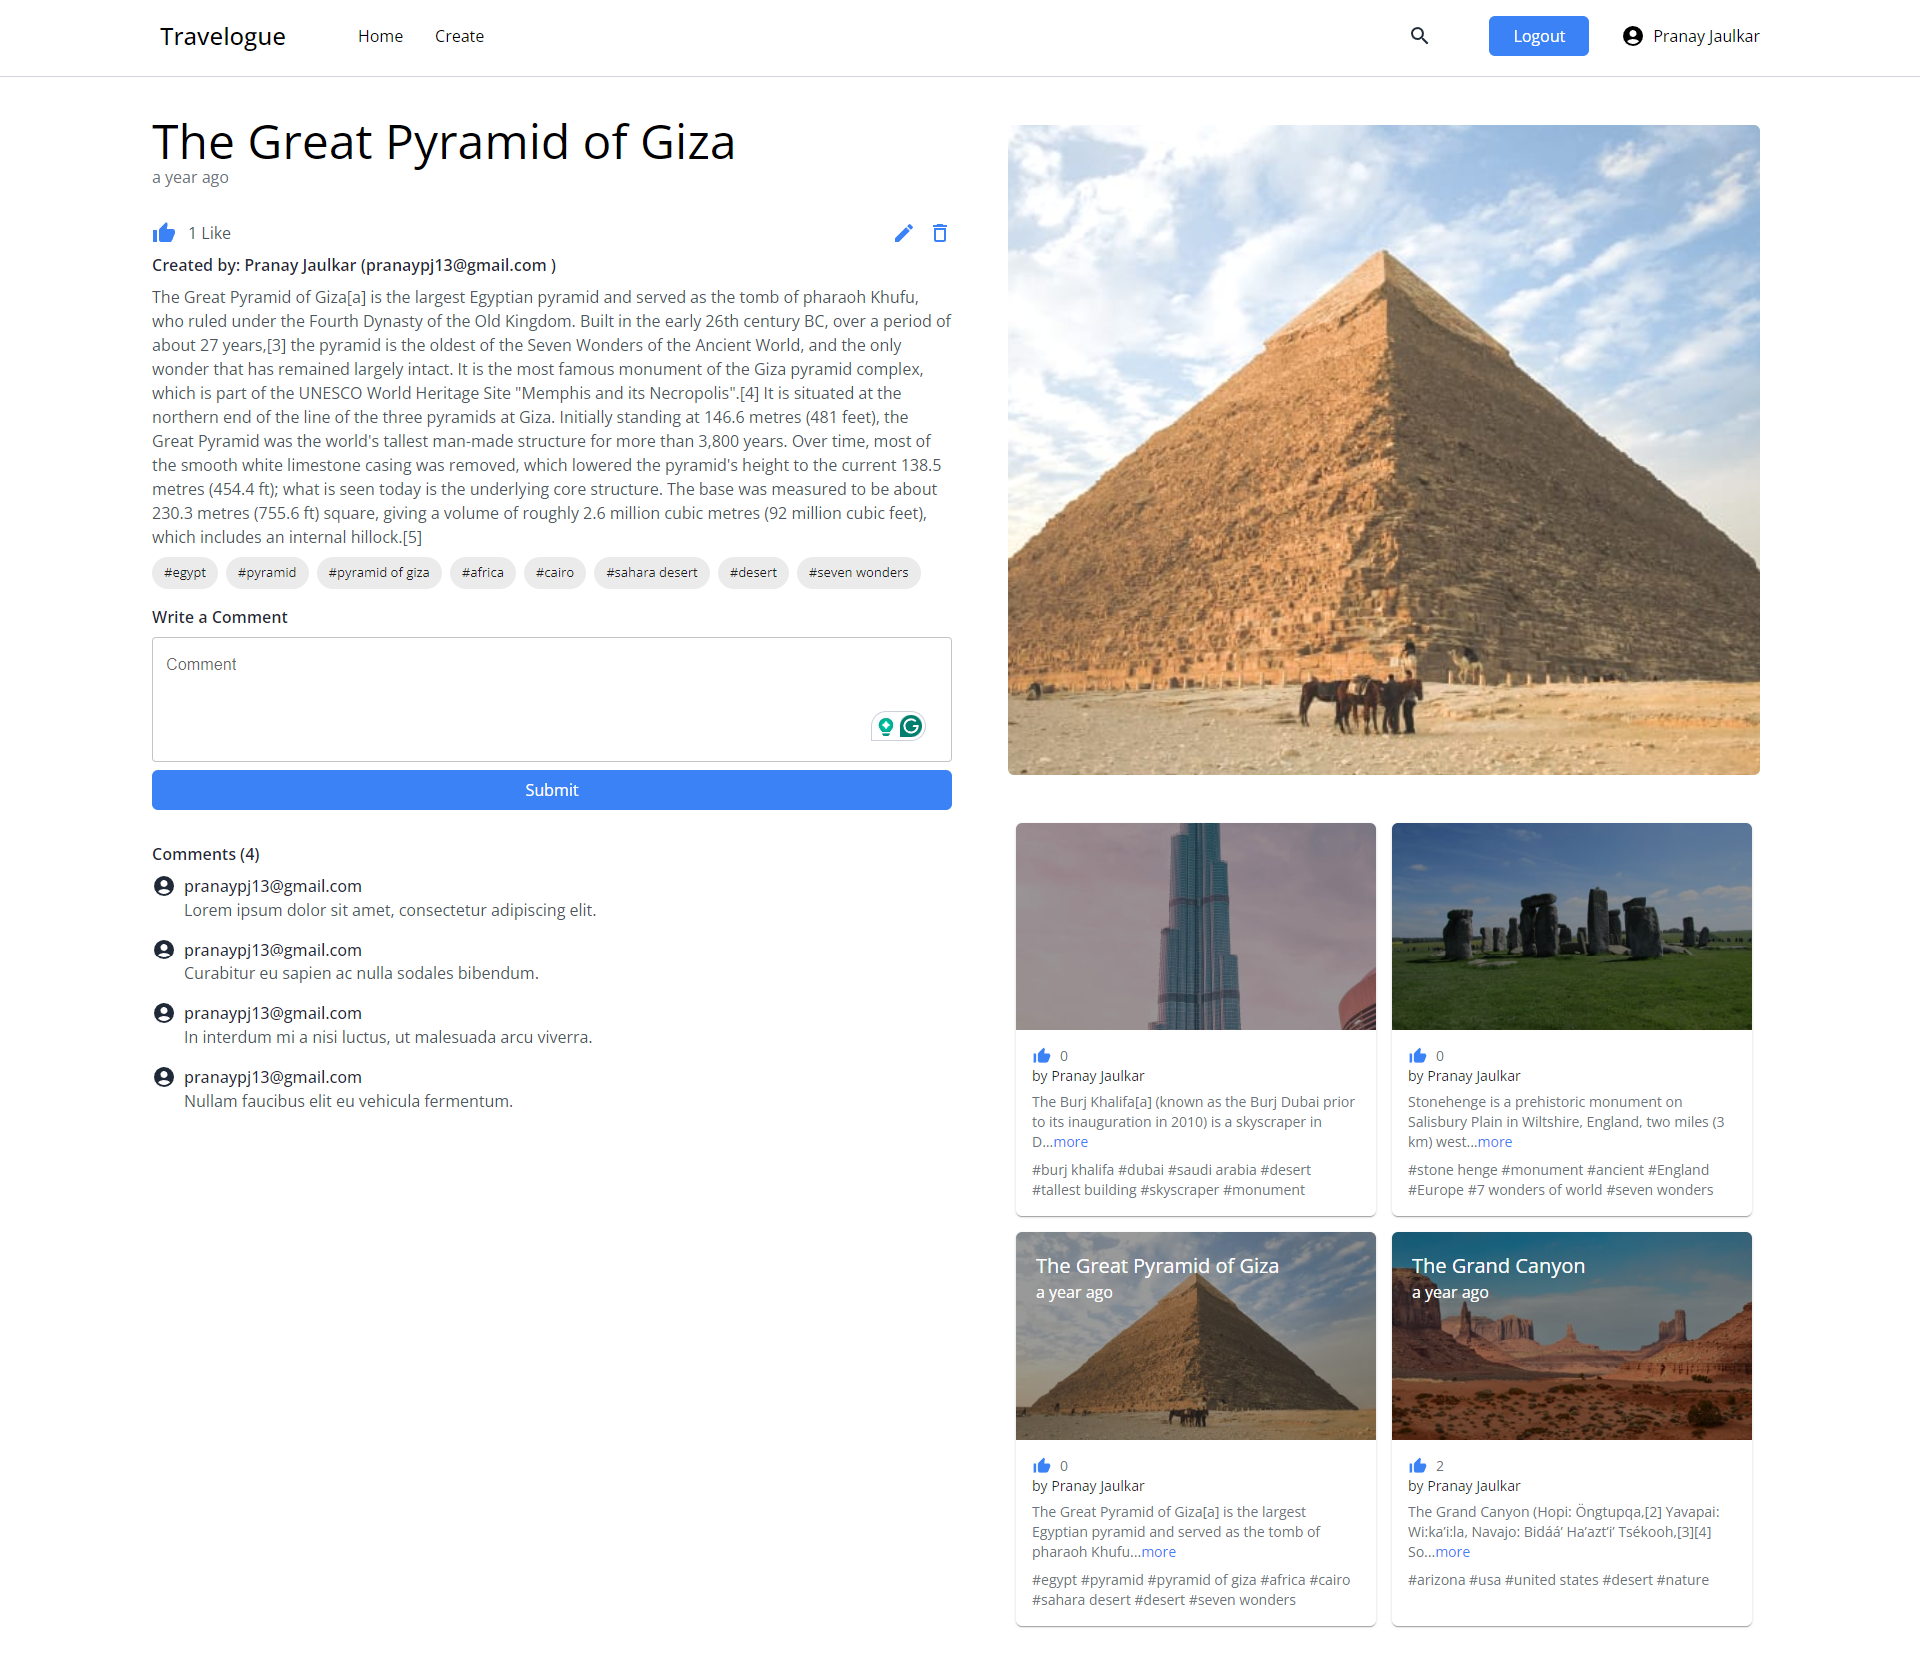 Travelogue
Home
Create
Logout
Pranay Jaulkar
The Great Pyramid of Giza
a year ago
1 Like
Created by: Pranay Jaulkar (pranaypj13@gmail.com )
The Great Pyramid of Giza[a] is the largest Egyptian pyramid and served as the tomb of pharaoh Khufu,
who ruled under the Fourth Dynasty of the Old Kingdom. Built in the early 26th century BC, over a period of
about 27 years,[3] the pyramid is the oldest of the Seven Wonders of the Ancient World, and the only
wonder that has remained largely intact. It is the most famous monument of the Giza pyramid complex,
which is part of the UNESCO World Heritage Site "Memphis and its Necropolis".[4] It is situated at the
northern end of the line of the three pyramids at Giza. Initially standing at 146.6 metres (481 feet), the
Great Pyramid was the world's tallest man-made structure for more than 3,800 years. Over time, most of
the smooth white limestone casing was removed, which lowered the pyramid's height to the current 138.5
metres (454.4 ft); what is seen today is the underlying core structure. The base was measured to be about
230.3 metres (755.6 ft) square, giving a volume of roughly 2.6 million cubic metres (92 million cubic feet),
which includes an internal hillock.[5]
#egypt
#pyramid
#pyramid of giza
#africa
#cairo
#sahara desert
#desert
#seven wonders
Write a Comment
Comment
Submit
Comments (4)
pranaypj13@gmail.com
Lorem ipsum dolor sit amet, consectetur adipiscing elit.
pranaypj13@gmail.com
Curabitur eu sapien ac nulla sodales bibendum.
pranaypj13@gmail.com
In interdum mi a nisi luctus, ut malesuada arcu viverra.
pranaypj13@gmail.com
Nullam faucibus elit eu vehicula fermentum.
0
by Pranay Jaulkar
The Burj Khalifa[a] (known as the Burj Dubai prior
to its inauguration in 2010) is a skyscraper in
D...more
#burj khalifa #dubai #saudi arabia #desert
#tallest building #skyscraper #monument
0
by Pranay Jaulkar
Stonehenge is a prehistoric monument on
Salisbury Plain in Wiltshire, England, two miles (3
km) west...more
#stone henge #monument #ancient #England
#Europe #7 wonders of world #seven wonders
The Great Pyramid of Giza
a year ago
0
by Pranay Jaulkar
The Great Pyramid of Giza[a] is the largest
Egyptian pyramid and served as the tomb of
pharaoh Khufu...more
#egypt #pyramid #pyramid of giza #africa #cairo
#sahara desert #desert #seven wonders
The Grand Canyon
a year ago
2
by Pranay Jaulkar
The Grand Canyon (Hopi: Öngtupqa,[2] Yavapai:
Wi:kaʼi:la, Navajo: Bidááʼ Haʼaztʼiʼ Tsékooh,[3][4]
So...more
#arizona #usa #united states #desert #nature